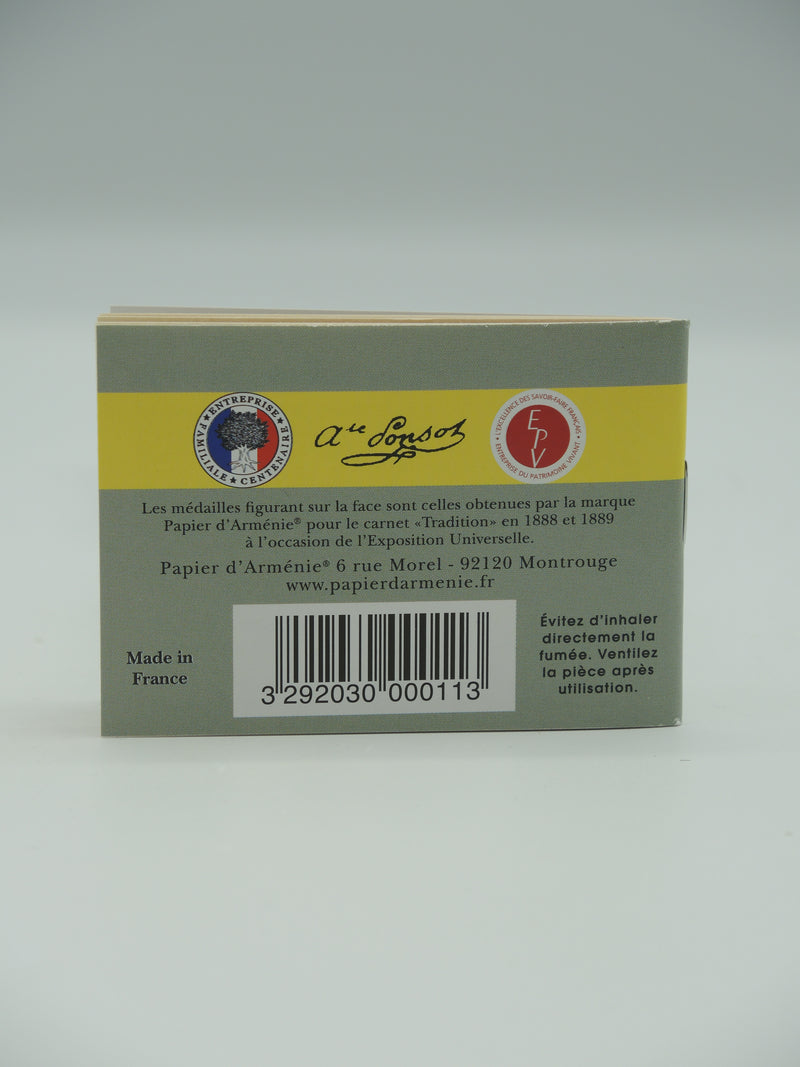 ★ ENTREPRISE ★
FAMILIALE ★ CENTENAIRE
Aie Ponsot
L'EXCELLENCE DES SAVOIR-FAIRE FRANÇAIS
EPV
ENTREPRISE DU PATRIMOINE VIVANT
Les médailles figurant sur la face sont celles obtenues par la marque
Papier d'Arménie® pour le carnet «Tradition» en 1888 et 1889
à l'occasion de l'Exposition Universelle.
Papier d'Arménie® 6 rue Morel - 92120 Montrouge
www.papierdarmenie.fr
Made in
France
3 292030 000113
Évitez d'inhaler
directement la
fumée. Ventilez
la pièce après
utilisation.